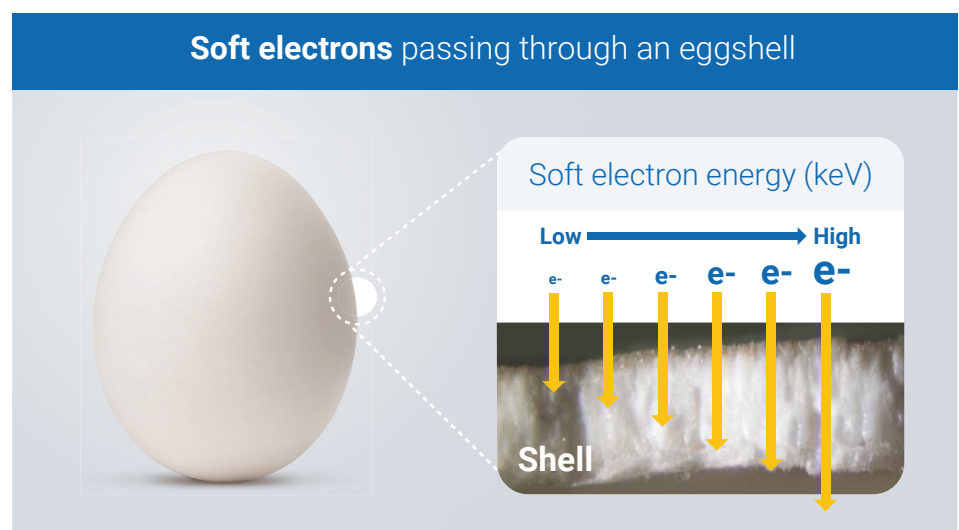 Soft electrons passing through an eggshell
Soft electron energy (keV)
Low High
e- e- e- e- e- e-
Shell